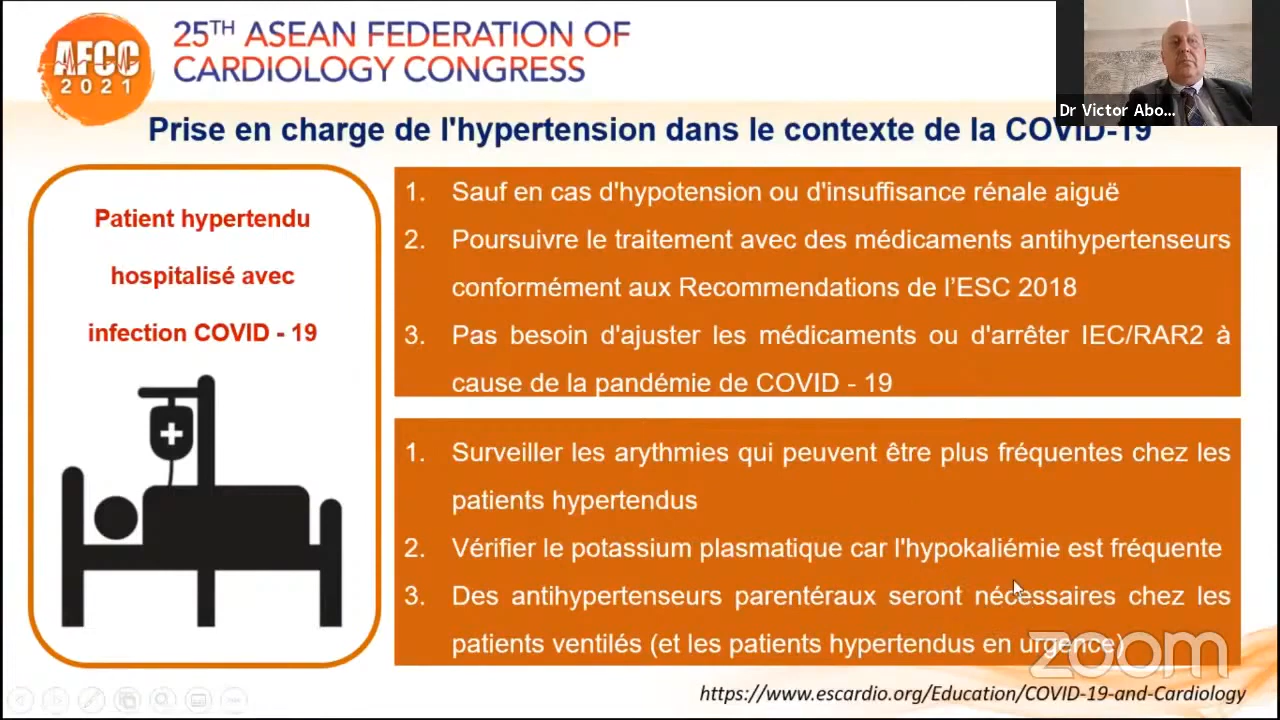 AFCC
2021
25TH ASEAN FEDERATION OF
CARDIOLOGY CONGRESS
Dr Victor Abo...
Prise en charge de l'hypertension dans le contexte de la COVID-19
Patient hypertendu
hospitalisé avec
infection COVID - 19
1. Sauf en cas d'hypotension ou d'insuffisance rénale aiguë
2. Poursuivre le traitement avec des médicaments antihypertenseurs
conformément aux Recommendations de l'ESC 2018
3. Pas besoin d'ajuster les médicaments ou d'arrêter IEC/RAR2 à
cause de la pandémie de COVID - 19
1. Surveiller les arythmies qui peuvent être plus fréquentes chez les
patients hypertendus
2. Vérifier le potassium plasmatique car l'hypokaliémie est fréquente
3. Des antihypertenseurs parentéraux seront nécessaires chez les
patients ventilés (et les patients hypertendus en urgence)
zoom
https://www.escardio.org/Education/COVID-19-and-Cardiology